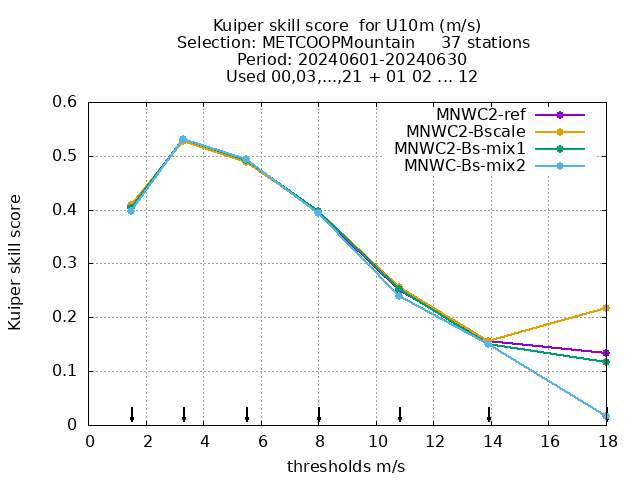 Kuiper skill score  for U10m (m/s)
Selection: METCOOPMountain     37 stations
Period: 20240601-20240630
Used 00,03,...,21 + 01 02 ... 12
MNWC2-ref
MNWC2-Bscale
MNWC2-Bs-mix1
MNWC-Bs-mix2
Kuiper skill score
0.6
0.5
0.4
0.3
0.2
0.1
0
0 2 4 6 8 10 12 14 16 18
thresholds m/s